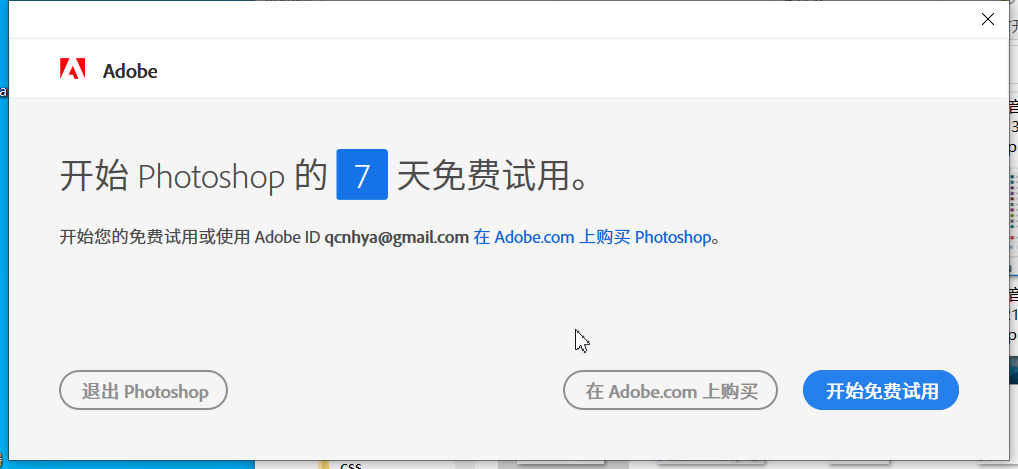 Adobe
开始 Photoshop 的 7 天免费试用。
开始您的免费试用或使用 Adobe ID qcnhya@gmail.com 在 Adobe.com 上购买 Photoshop。
退出 Photoshop
在 Adobe.com 上购买
开始免费试用
css